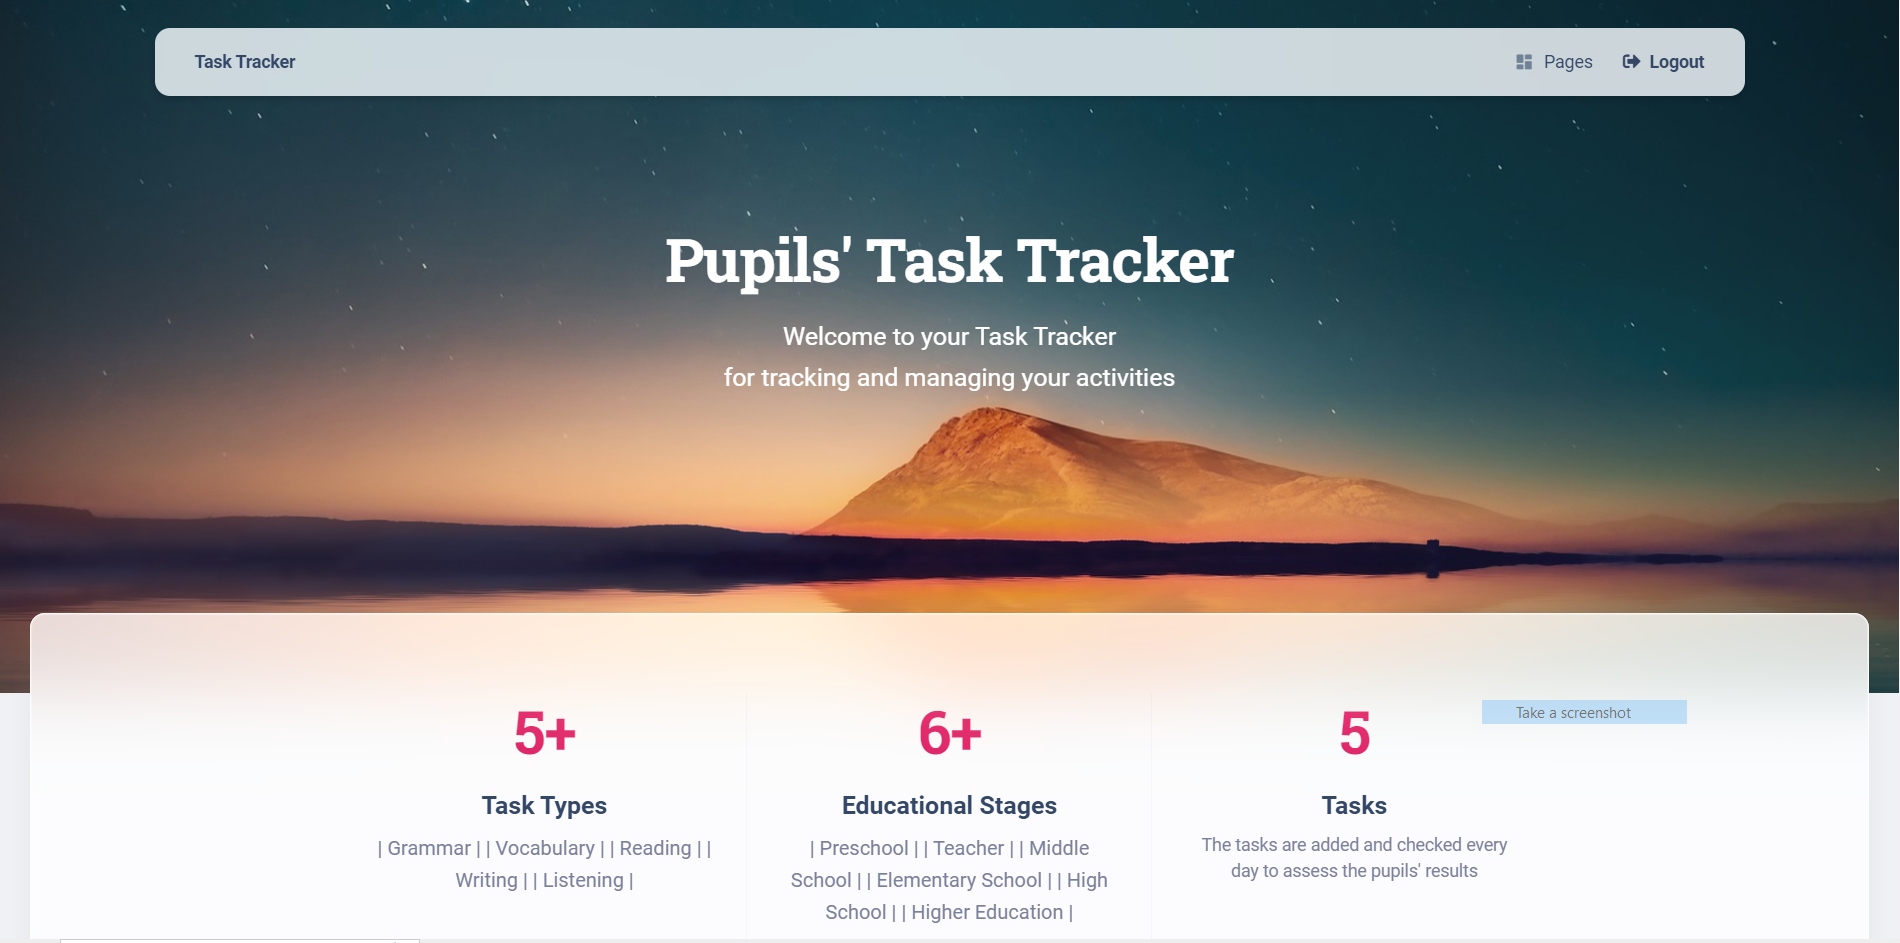 Task Tracker
Pages
Logout
Pupils' Task Tracker
Welcome to your Task Tracker
for tracking and managing your activities
5+
Task Types
| Grammar | | Vocabulary | | Reading | |
Writing | | Listening |
6+
Educational Stages
| Preschool | | Teacher | | Middle
School | | Elementary School | | High
School | | Higher Education |
5
Tasks
The tasks are added and checked every
day to assess the pupils' results
Take a screenshot